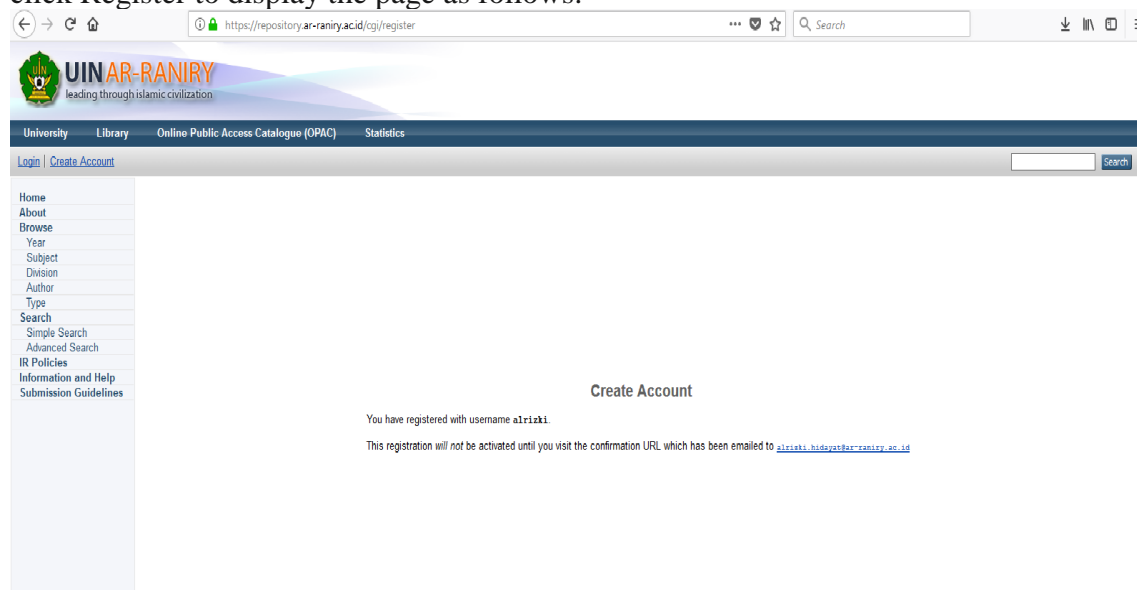 click Register to display the page as follows:
https://repository.ar-raniry.ac.id/cgi/register
Search
UIN AR-RANIRY
leading through islamic civilization
University Library Online Public Access Catalogue (OPAC) Statistics
Login | Create Account
Search
Home
About
Browse
Year
Subject
Division
Author
Type
Search
Simple Search
Advanced Search
IR Policies
Information and Help
Submission Guidelines
Create Account
You have registered with username alrizki.
This registration will not be activated until you visit the confirmation URL which has been emailed to alrizki.hidayat@ar-raniry.ac.id